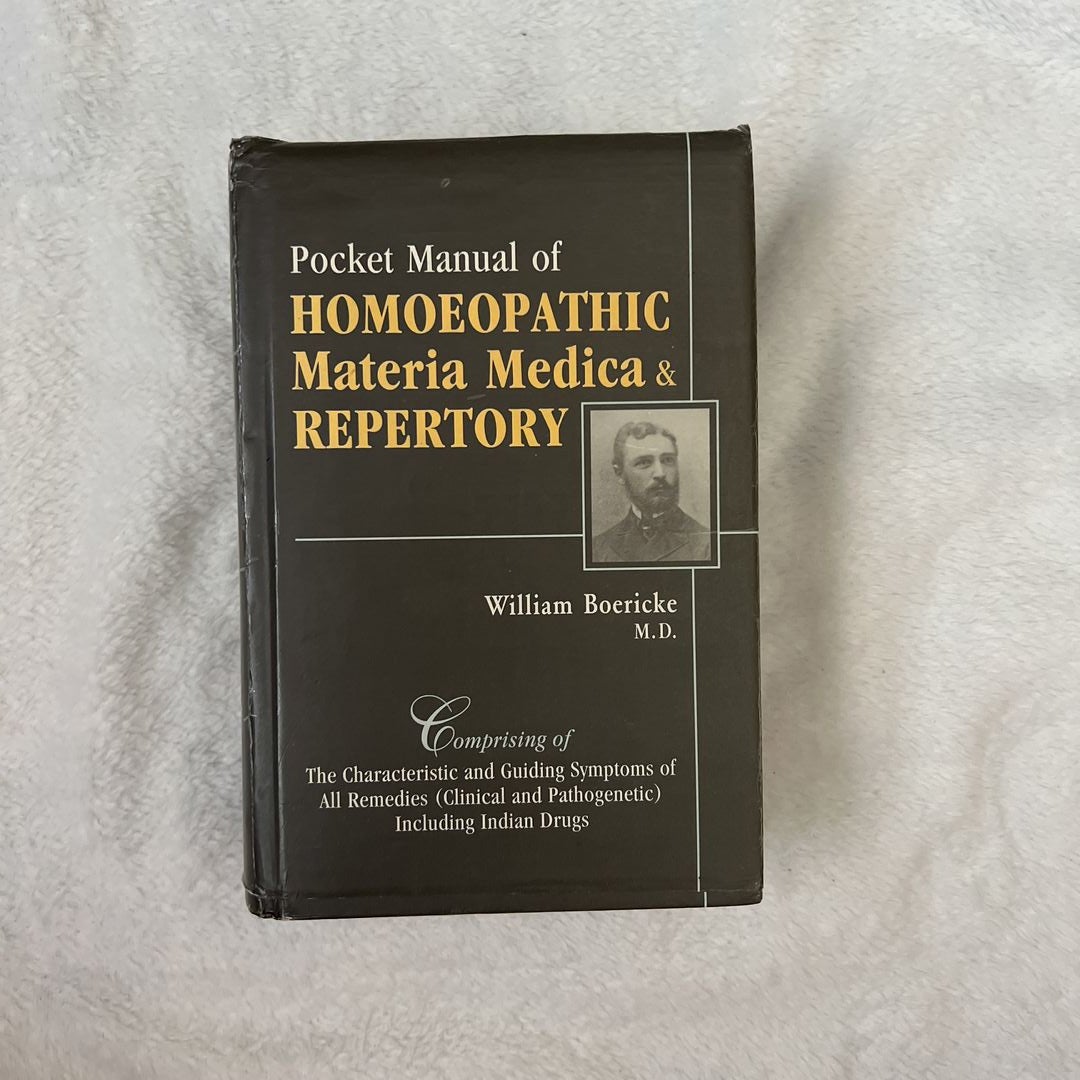 Pocket Manual of
HOMOEOPATHIC
Materia Medica &
REPERTORY
William Boericke
M.D.
Comprising of
The Characteristic and Guiding Symptoms of
All Remedies (Clinical and Pathogenetic)
Including Indian Drugs